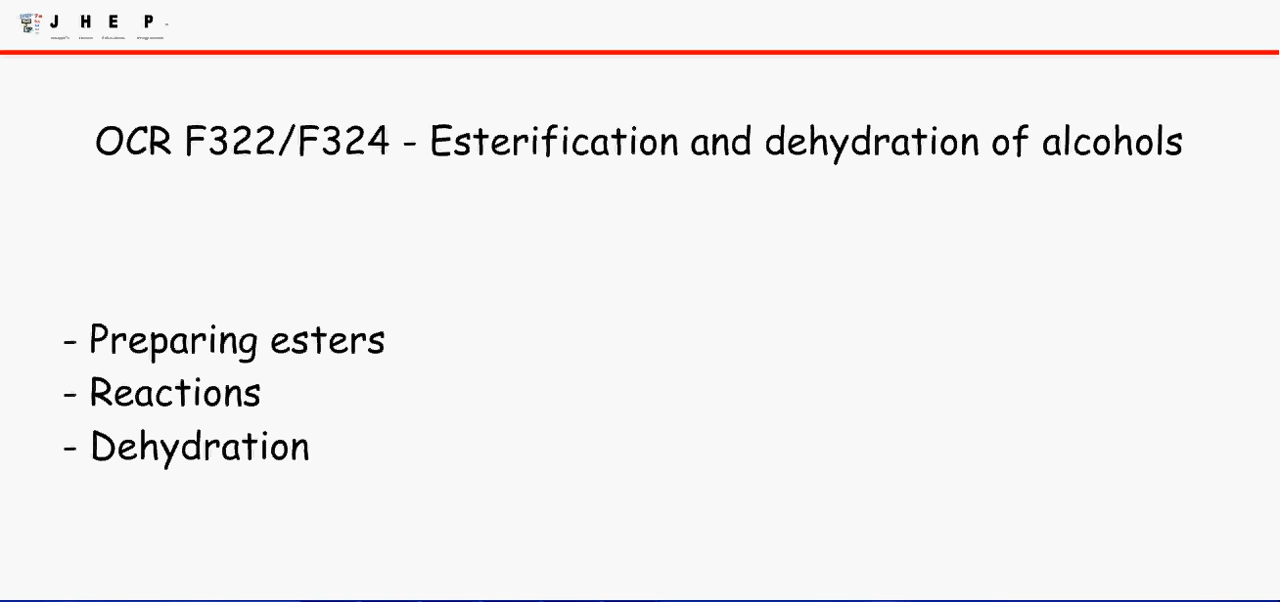 J H E P
OCR F322/F324 - Esterification and dehydration of alcohols
- Preparing esters
- Reactions
- Dehydration